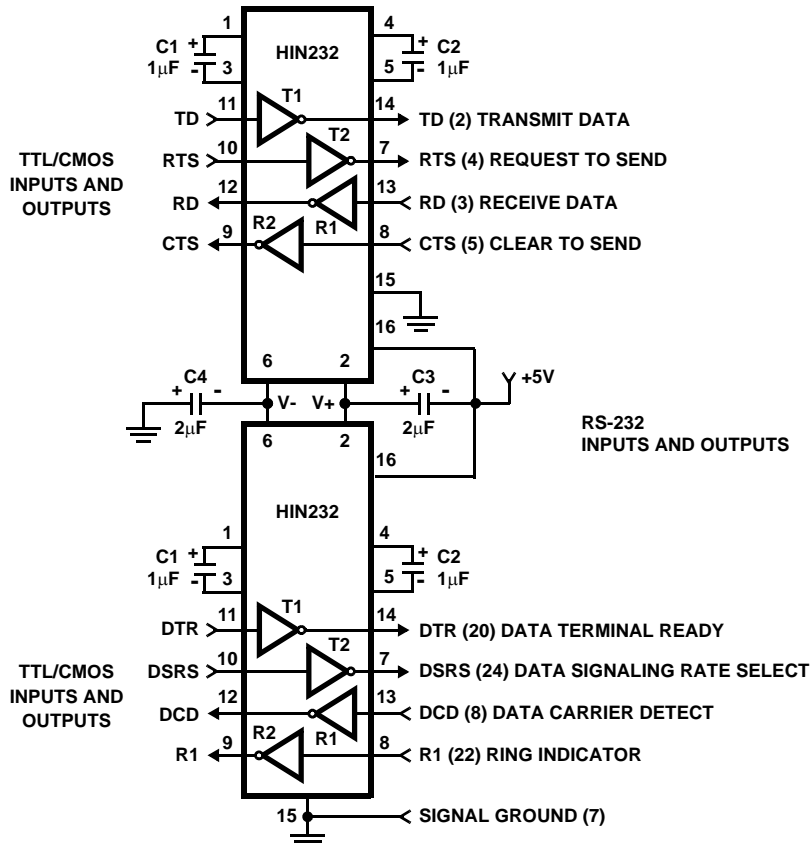 1 4
HIN232
C1 + + C2
1µF - 3 5 - 1µF
T1
TD 11 14 TD (2) TRANSMIT DATA
T2
RTS 10 7 RTS (4) REQUEST TO SEND
TTL/CMOS
INPUTS AND
OUTPUTS
RD 12 13 RD (3) RECEIVE DATA
R2 R1
CTS 9 8 CTS (5) CLEAR TO SEND
15
16
6 2
C4 C3 +5V
+ - V- V+ + -
2µF 2µF
RS-232
INPUTS AND OUTPUTS
6 2
16
HIN232
1 4
C1 + + C2
1µF - 3 5 - 1µF
T1
DTR 11 14 DTR (20) DATA TERMINAL READY
T2
DSRS 10 7 DSRS (24) DATA SIGNALING RATE SELECT
TTL/CMOS
INPUTS AND
OUTPUTS
DCD 12 13 DCD (8) DATA CARRIER DETECT
R2 R1
R1 9 8 R1 (22) RING INDICATOR
15 SIGNAL GROUND (7)